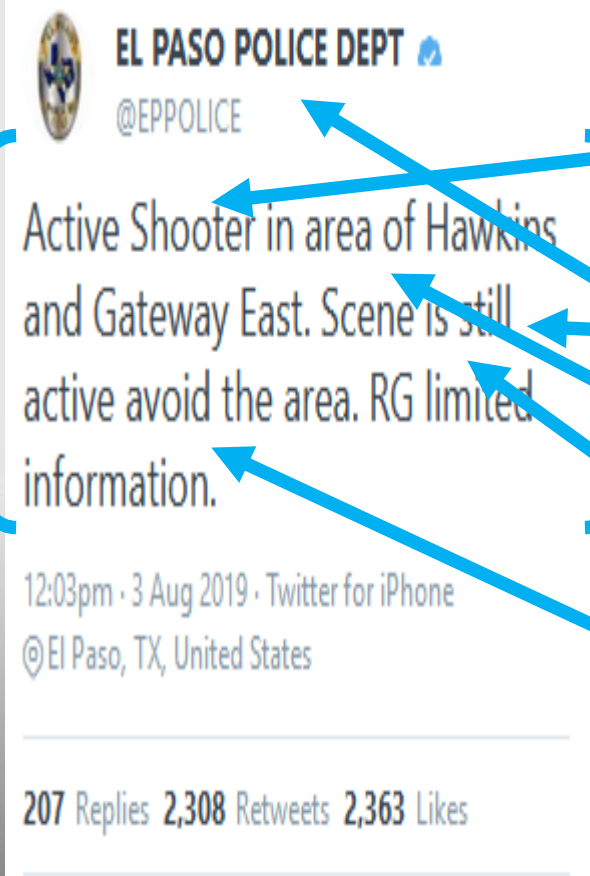 EL PASO POLICE DEPT
@EPPOLICE
Active Shooter in area of Hawkins
and Gateway East. Scene is still
active avoid the area. RG limited
information.
12:03pm · 3 Aug 2019 · Twitter for iPhone
El Paso, TX, United States
207 Replies 2,308 Retweets 2,363 Likes